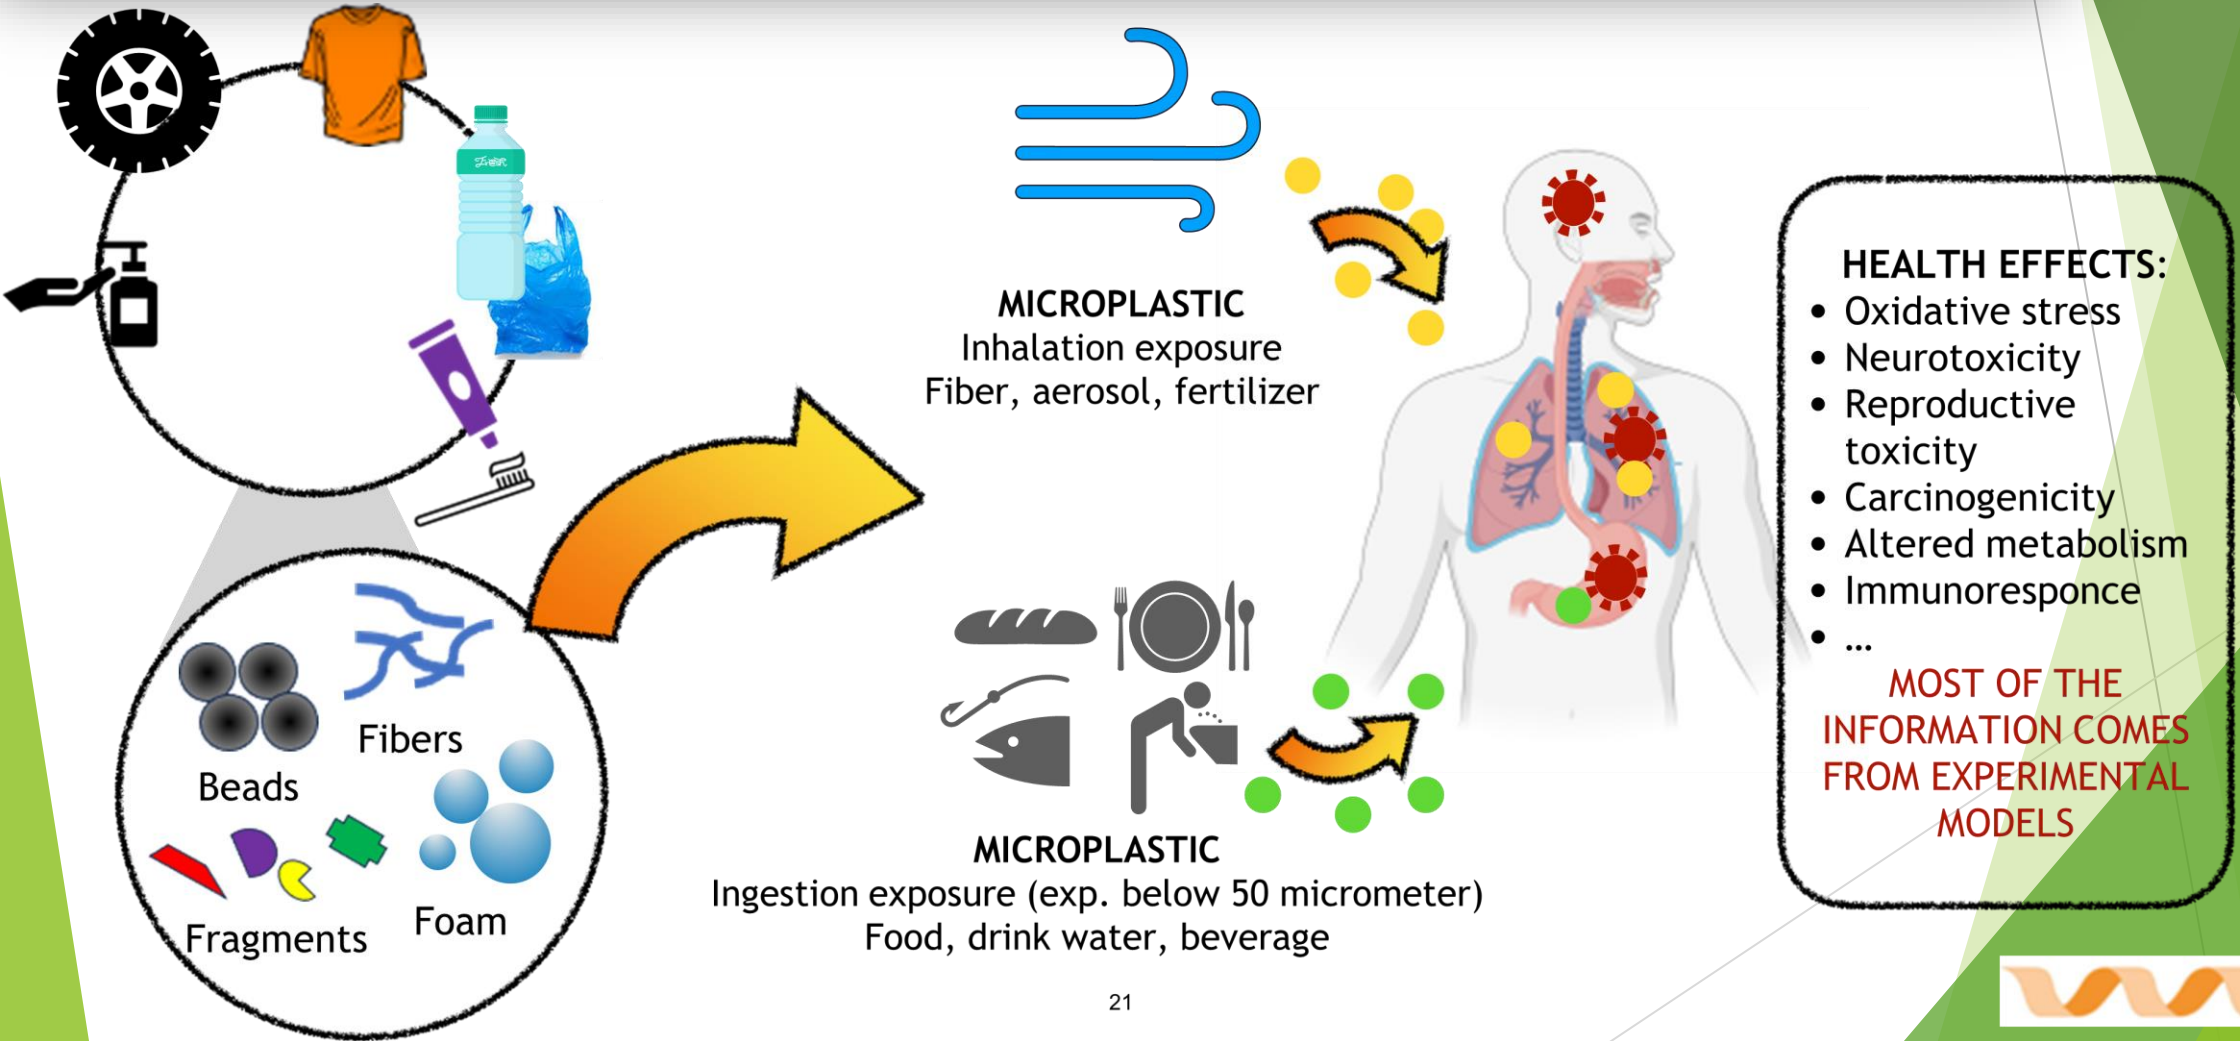 MICROPLASTIC
Inhalation exposure
Fiber, aerosol, fertilizer
Beads
Fibers
Fragments
Foam
MICROPLASTIC
Ingestion exposure (exp. below 50 micrometer)
Food, drink water, beverage
HEALTH EFFECTS:
• Oxidative stress
• Neurotoxicity
• Reproductive
toxicity
• Carcinogenicity
• Altered metabolism
• Immunoresponce
• ...
MOST OF THE
INFORMATION COMES
FROM EXPERIMENTAL
MODELS
21